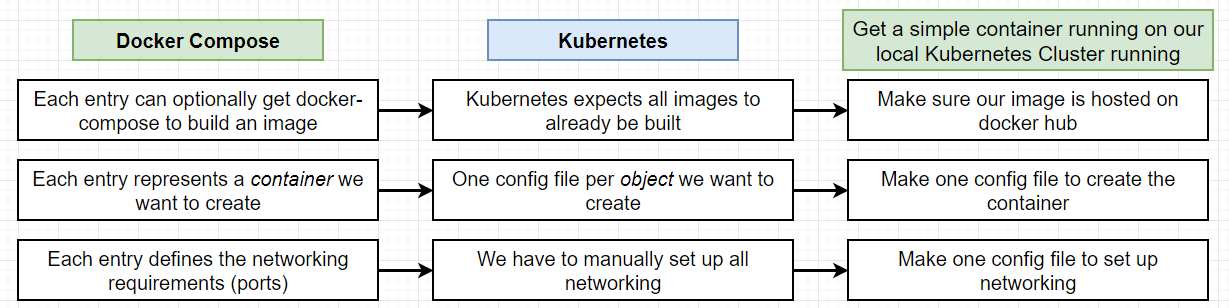 Docker Compose
Kubernetes
Get a simple container running on our
local Kubernetes Cluster running
Each entry can optionally get docker-
compose to build an image
Kubernetes expects all images to
already be built
Make sure our image is hosted on
docker hub
Each entry represents a container we
want to create
One config file per object we want to
create
Make one config file to create the
container
Each entry defines the networking
requirements (ports)
We have to manually set up all
networking
Make one config file to set up
networking